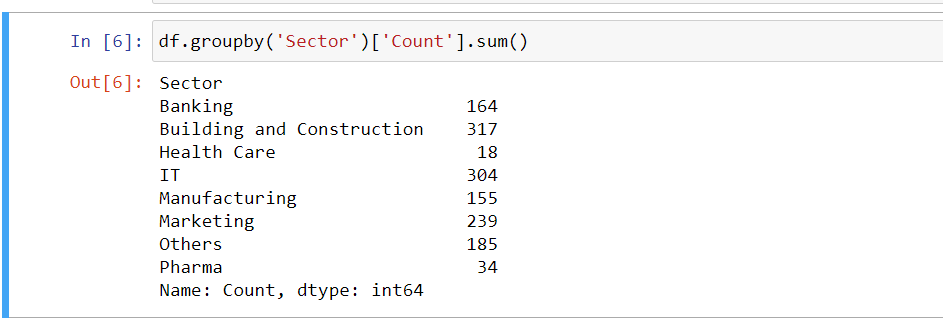 In [6]: df.groupby('Sector')['Count'].sum()
Out[6]: Sector
Banking 164
Building and Construction 317
Health Care 18
IT 304
Manufacturing 155
Marketing 239
Others 185
Pharma 34
Name: Count, dtype: int64